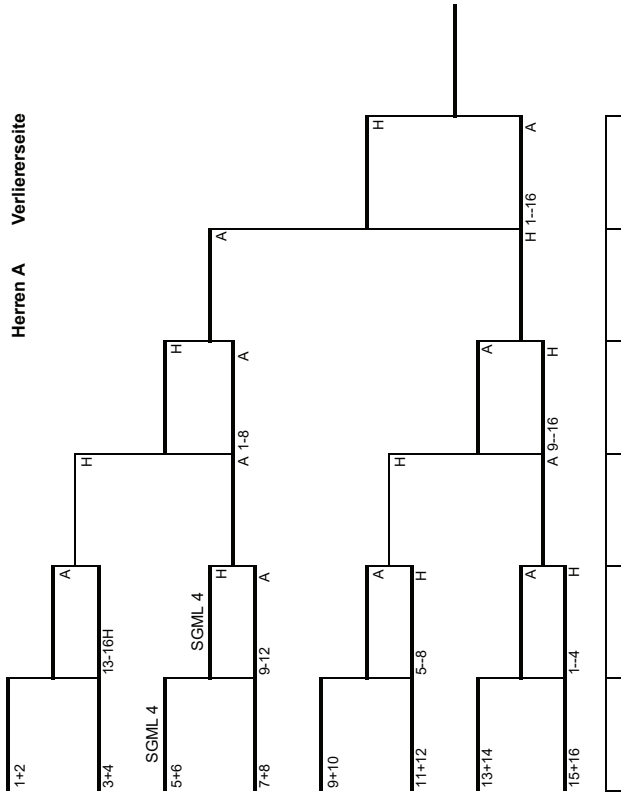 Herren A Verliererseite
1+2
3+4
5+6
7+8
9+10
11+12
13+14
15+16
SGML 4
SGML 4
A
13-16H
H
9-12
A
A
5--8
H
A
1--4
H
H
A 1-8
H
A 9--16
H
A
A
H
A
H 1--16
H
A